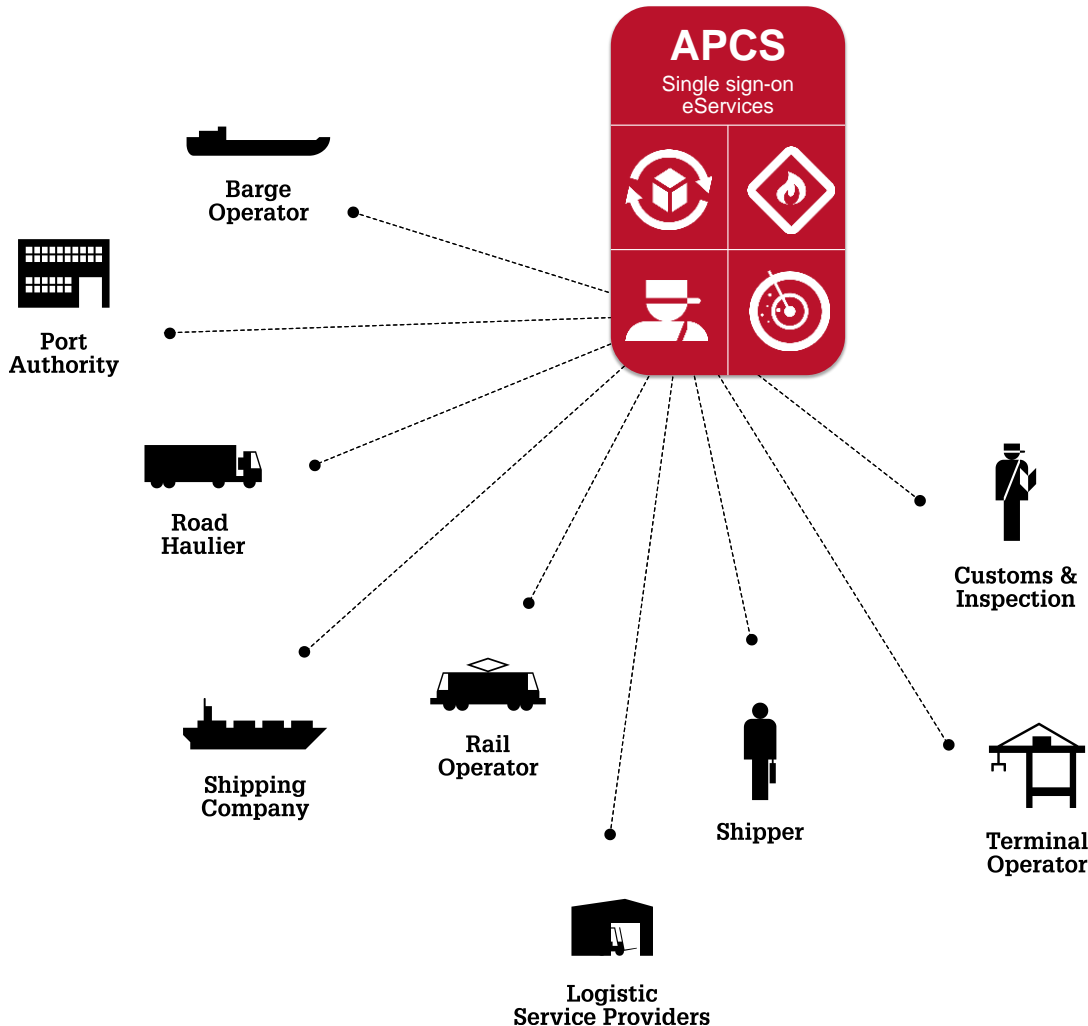 APCS
Single sign-on
eServices
Barge
Operator
Port
Authority
Road
Haulier
Customs &
Inspection
Shipping
Company
Rail
Operator
Shipper
Terminal
Operator
Logistic
Service Providers